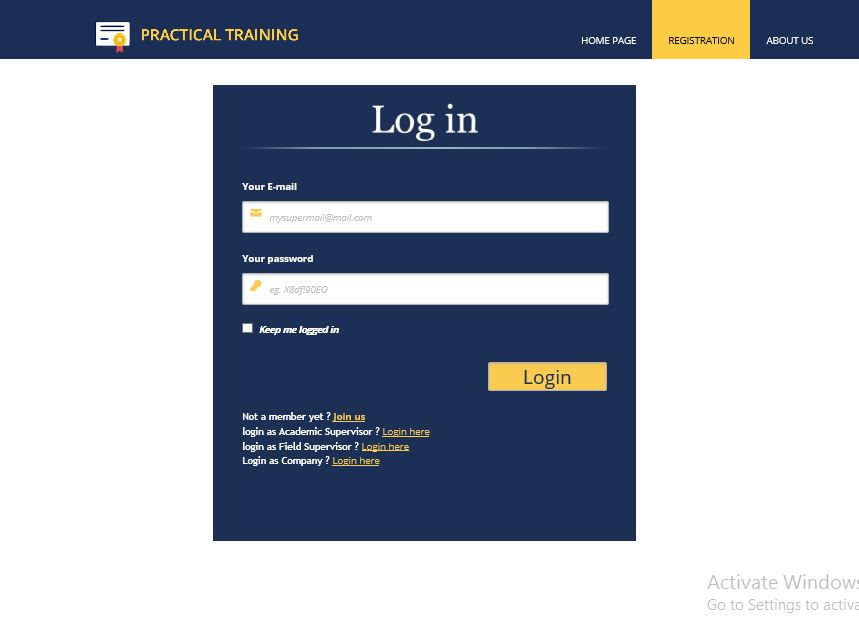 PRACTICAL TRAINING
HOME PAGE REGISTRATION ABOUT US
Log in
Your E-mail
mysupermail@mail.com
Your password
eg. X8df!90EO
Keep me logged in
Login
Not a member yet ? Join us
login as Academic Supervisor ? Login here
login as Field Supervisor ? Login here
Login as Company ? Login here
Activate Windows
Go to Settings to activa